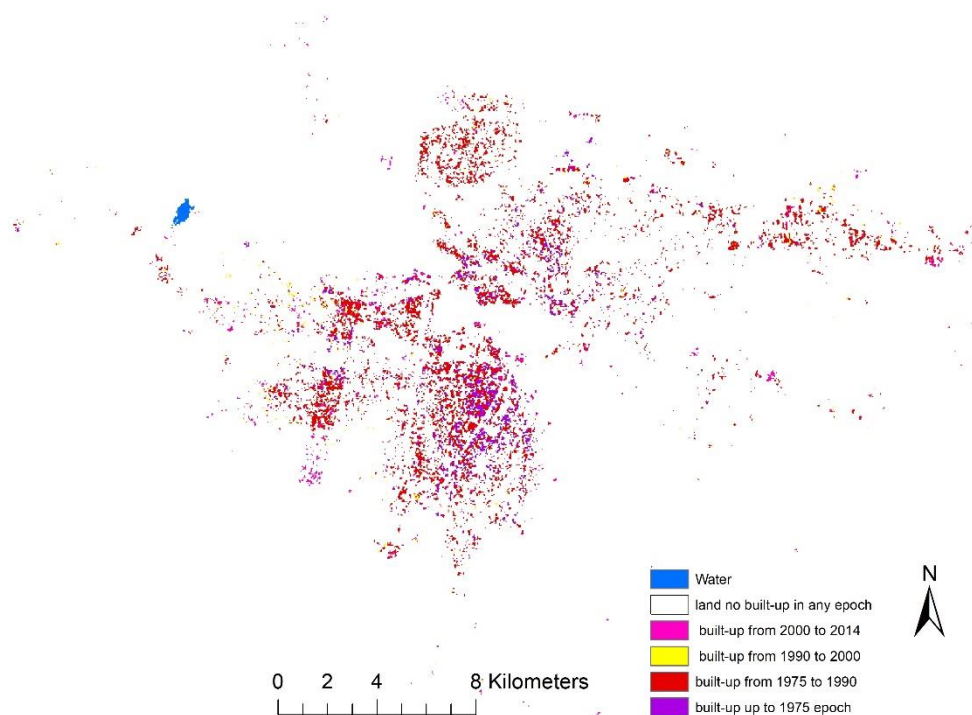 Water
N
land no built-up in any epoch
built-up from 2000 to 2014
built-up from 1990 to 2000
0 2 4 8 Kilometers
built-up from 1975 to 1990
built-up up to 1975 epoch